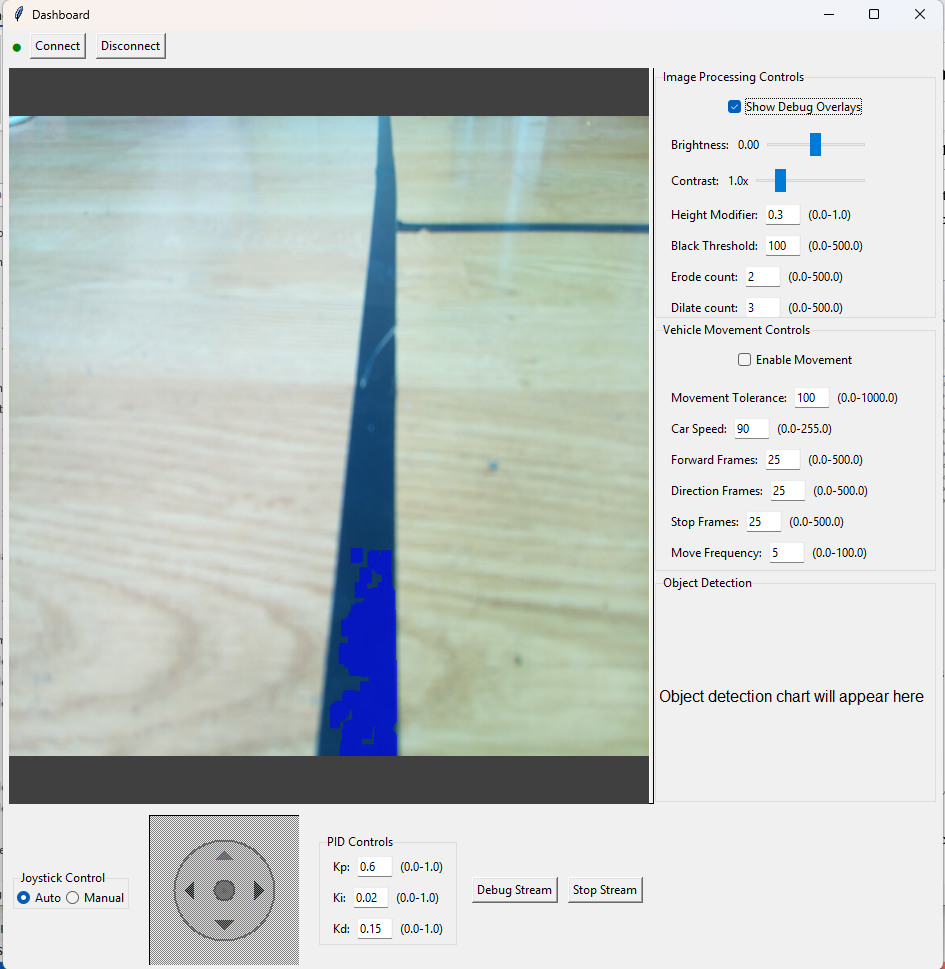 Dashboard
Connect Disconnect
Image Processing Controls
Show Debug Overlays
Brightness: 0.00
Contrast: 1.0x
Height Modifier: 0.3 (0.0-1.0)
Black Threshold: 100 (0.0-500.0)
Erode count: 2 (0.0-500.0)
Dilate count: 3 (0.0-500.0)
Vehicle Movement Controls
Enable Movement
Movement Tolerance: 100 (0.0-1000.0)
Car Speed: 90 (0.0-255.0)
Forward Frames: 25 (0.0-500.0)
Direction Frames: 25 (0.0-500.0)
Stop Frames: 25 (0.0-500.0)
Move Frequency: 5 (0.0-100.0)
Object Detection
Object detection chart will appear here
Joystick Control
Auto Manual
PID Controls
Kp: 0.6 (0.0-1.0)
Ki: 0.02 (0.0-1.0)
Kd: 0.15 (0.0-1.0)
Debug Stream Stop Stream